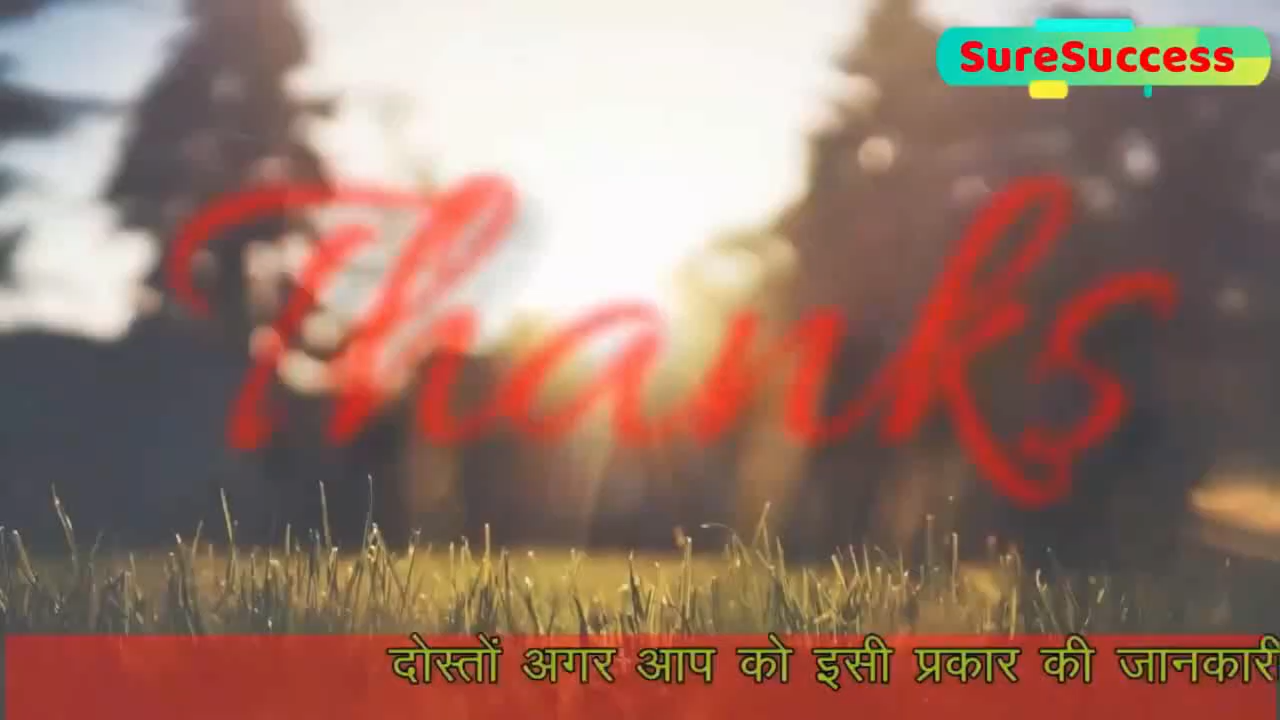 SureSuccess
Thanks
दोस्तों अगर आप को इसी प्रकार की जानकारी